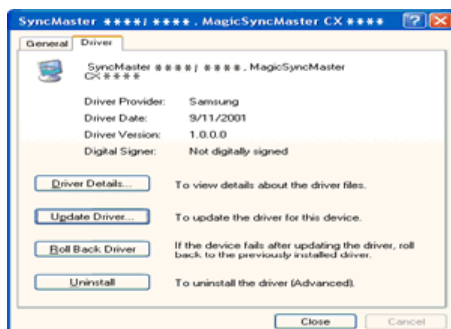 SyncMaster ****/ ****, MagicSyncMaster CX ****
General Driver
SyncMaster ****/ ****, MagicSyncMaster
CX****
Driver Provider: Samsung
Driver Date: 9/11/2001
Driver Version: 1.0.0.0
Digital Signer: Not digitally signed
Driver Details... To view details about the driver files.
Update Driver... To update the driver for this device.
Roll Back Driver If the device fails after updating the driver, roll
back to the previously installed driver.
Uninstall To uninstall the driver (Advanced).
Close Cancel